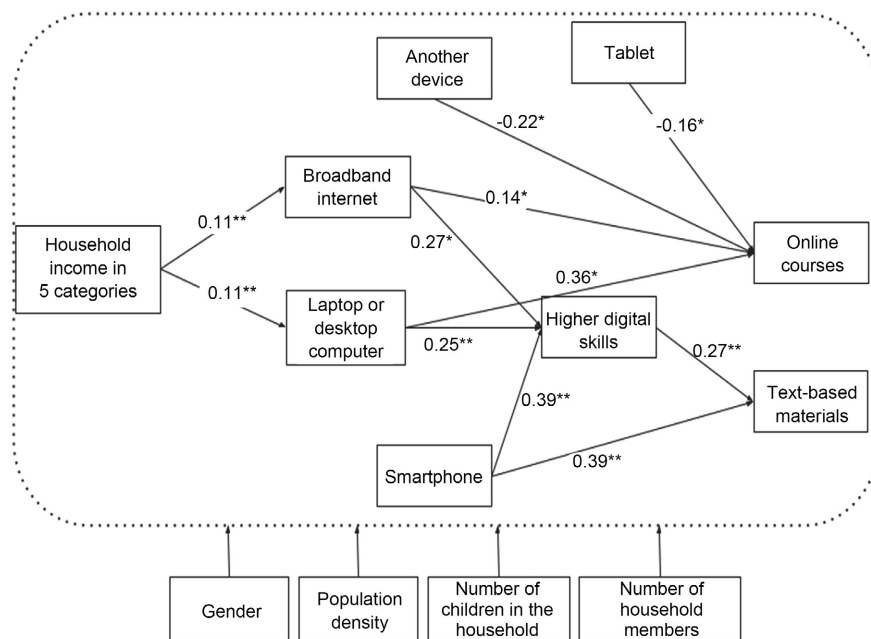 Another
device
Tablet
-0.22*
-0.16*
Broadband
internet
0.14*
0.11**
0.27*
Household
income in
5 categories
Online
courses
0.11**
0.36*
Laptop or
desktop
computer
Higher digital
skills
0.25**
0.27**
0.39**
Text-based
materials
Smartphone
0.39**
Gender
Population
density
Number of
children in the
household
Number of
household
members